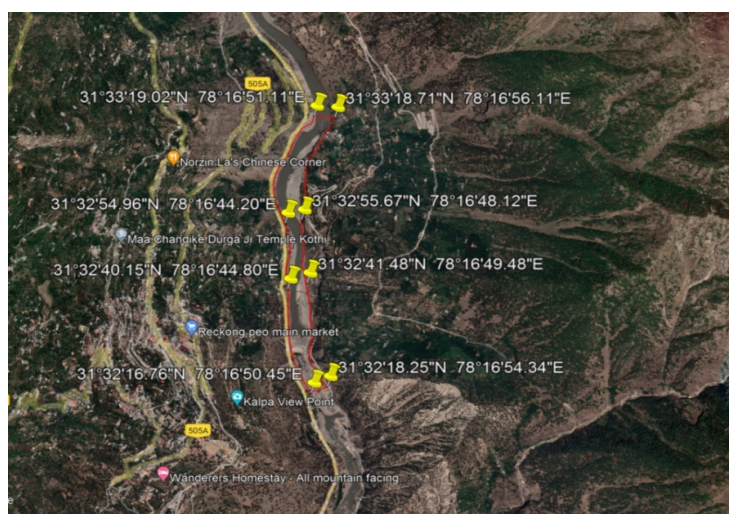 505A
31°33'19.02"N 78°16'51.11"E
31°33'18.71"N 78°16'56.11"E
Norzin La's Chinese Corner
31°32'54.96"N 78°16'44.20"E
31°32'55.67"N 78°16'48.12"E
Maa Chandike Durga Ji Temple Kothi
31°32'40.15"N 78°16'44.80"E
31°32'41.48"N 78°16'49.48"E
Reckong peo main market
31°32'16.76"N 78°16'50.45"E
31°32'18.25"N 78°16'54.34"E
Kalpa View Point
505A
Wanderers Homestay - All mountain facing
e